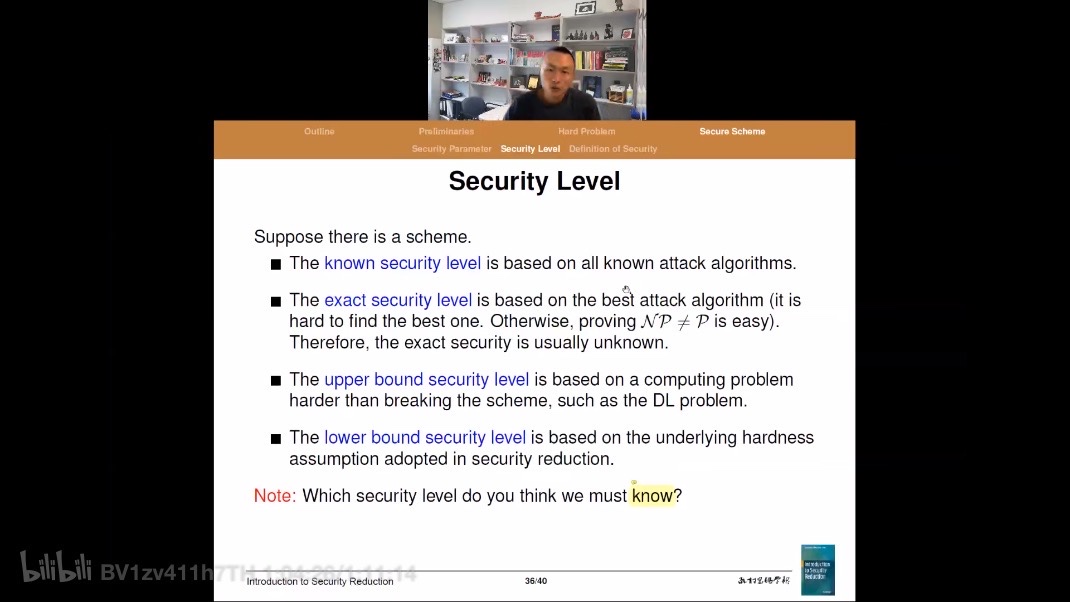 Outline Preliminaries Hard Problem Secure Scheme
Security Parameter Security Level Definition of Security
Security Level
Suppose there is a scheme.
■ The known security level is based on all known attack algorithms.
■ The exact security level is based on the best attack algorithm (it is
hard to find the best one. Otherwise, proving 𝒩𝒫 ≠ 𝒫 is easy).
Therefore, the exact security is usually unknown.
■ The upper bound security level is based on a computing problem
harder than breaking the scheme, such as the DL problem.
■ The lower bound security level is based on the underlying hardness
assumption adopted in security reduction.
Note: Which security level do you think we must know?
Introduction to Security Reduction
bilibili BV1zv411h7TH 1:04:26/1:11:14
Introduction to Security Reduction 36/40